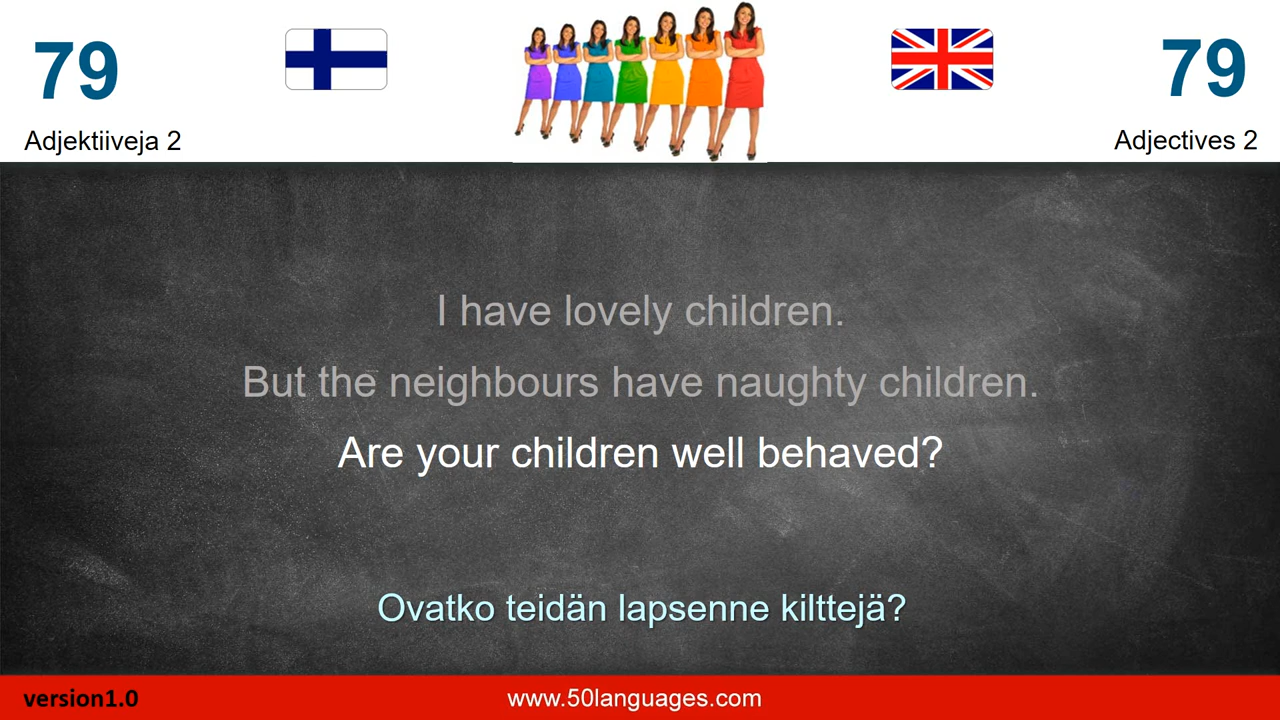 79
79
Adjektiiveja 2
Adjectives 2
I have lovely children.
But the neighbours have naughty children.
Are your children well behaved?
Ovatko teidän lapsenne kilttejä?
version1.0
www.50languages.com